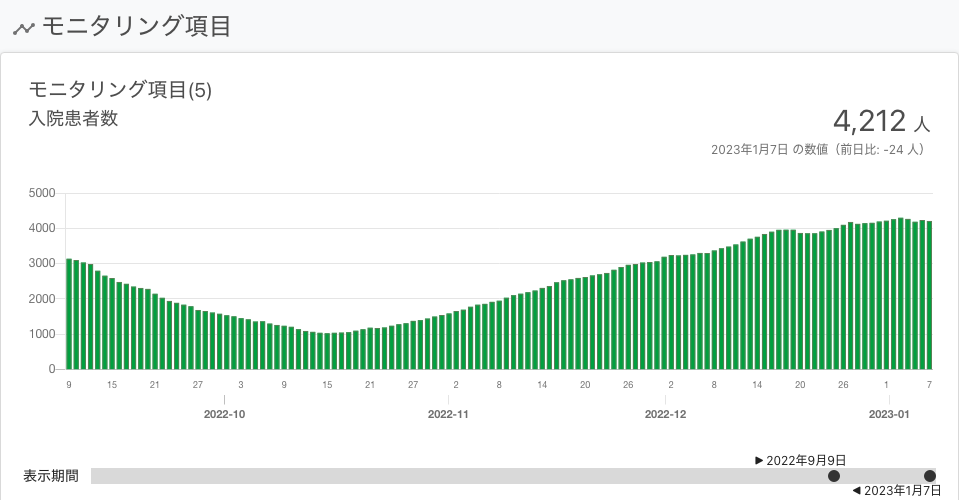 モニタリング項目
モニタリング項目(5)
入院患者数
4,212 人
2023年1月7日 の数値（前日比: -24 人）
5000
4000
3000
2000
1000
0
9 15 21 27 3 9 15 21 27 2 8 14 20 26 2 8 14 20 26 1 7
2022-10 2022-11 2022-12 2023-01
▶ 2022年9月9日
表示期間
◀ 2023年1月7日